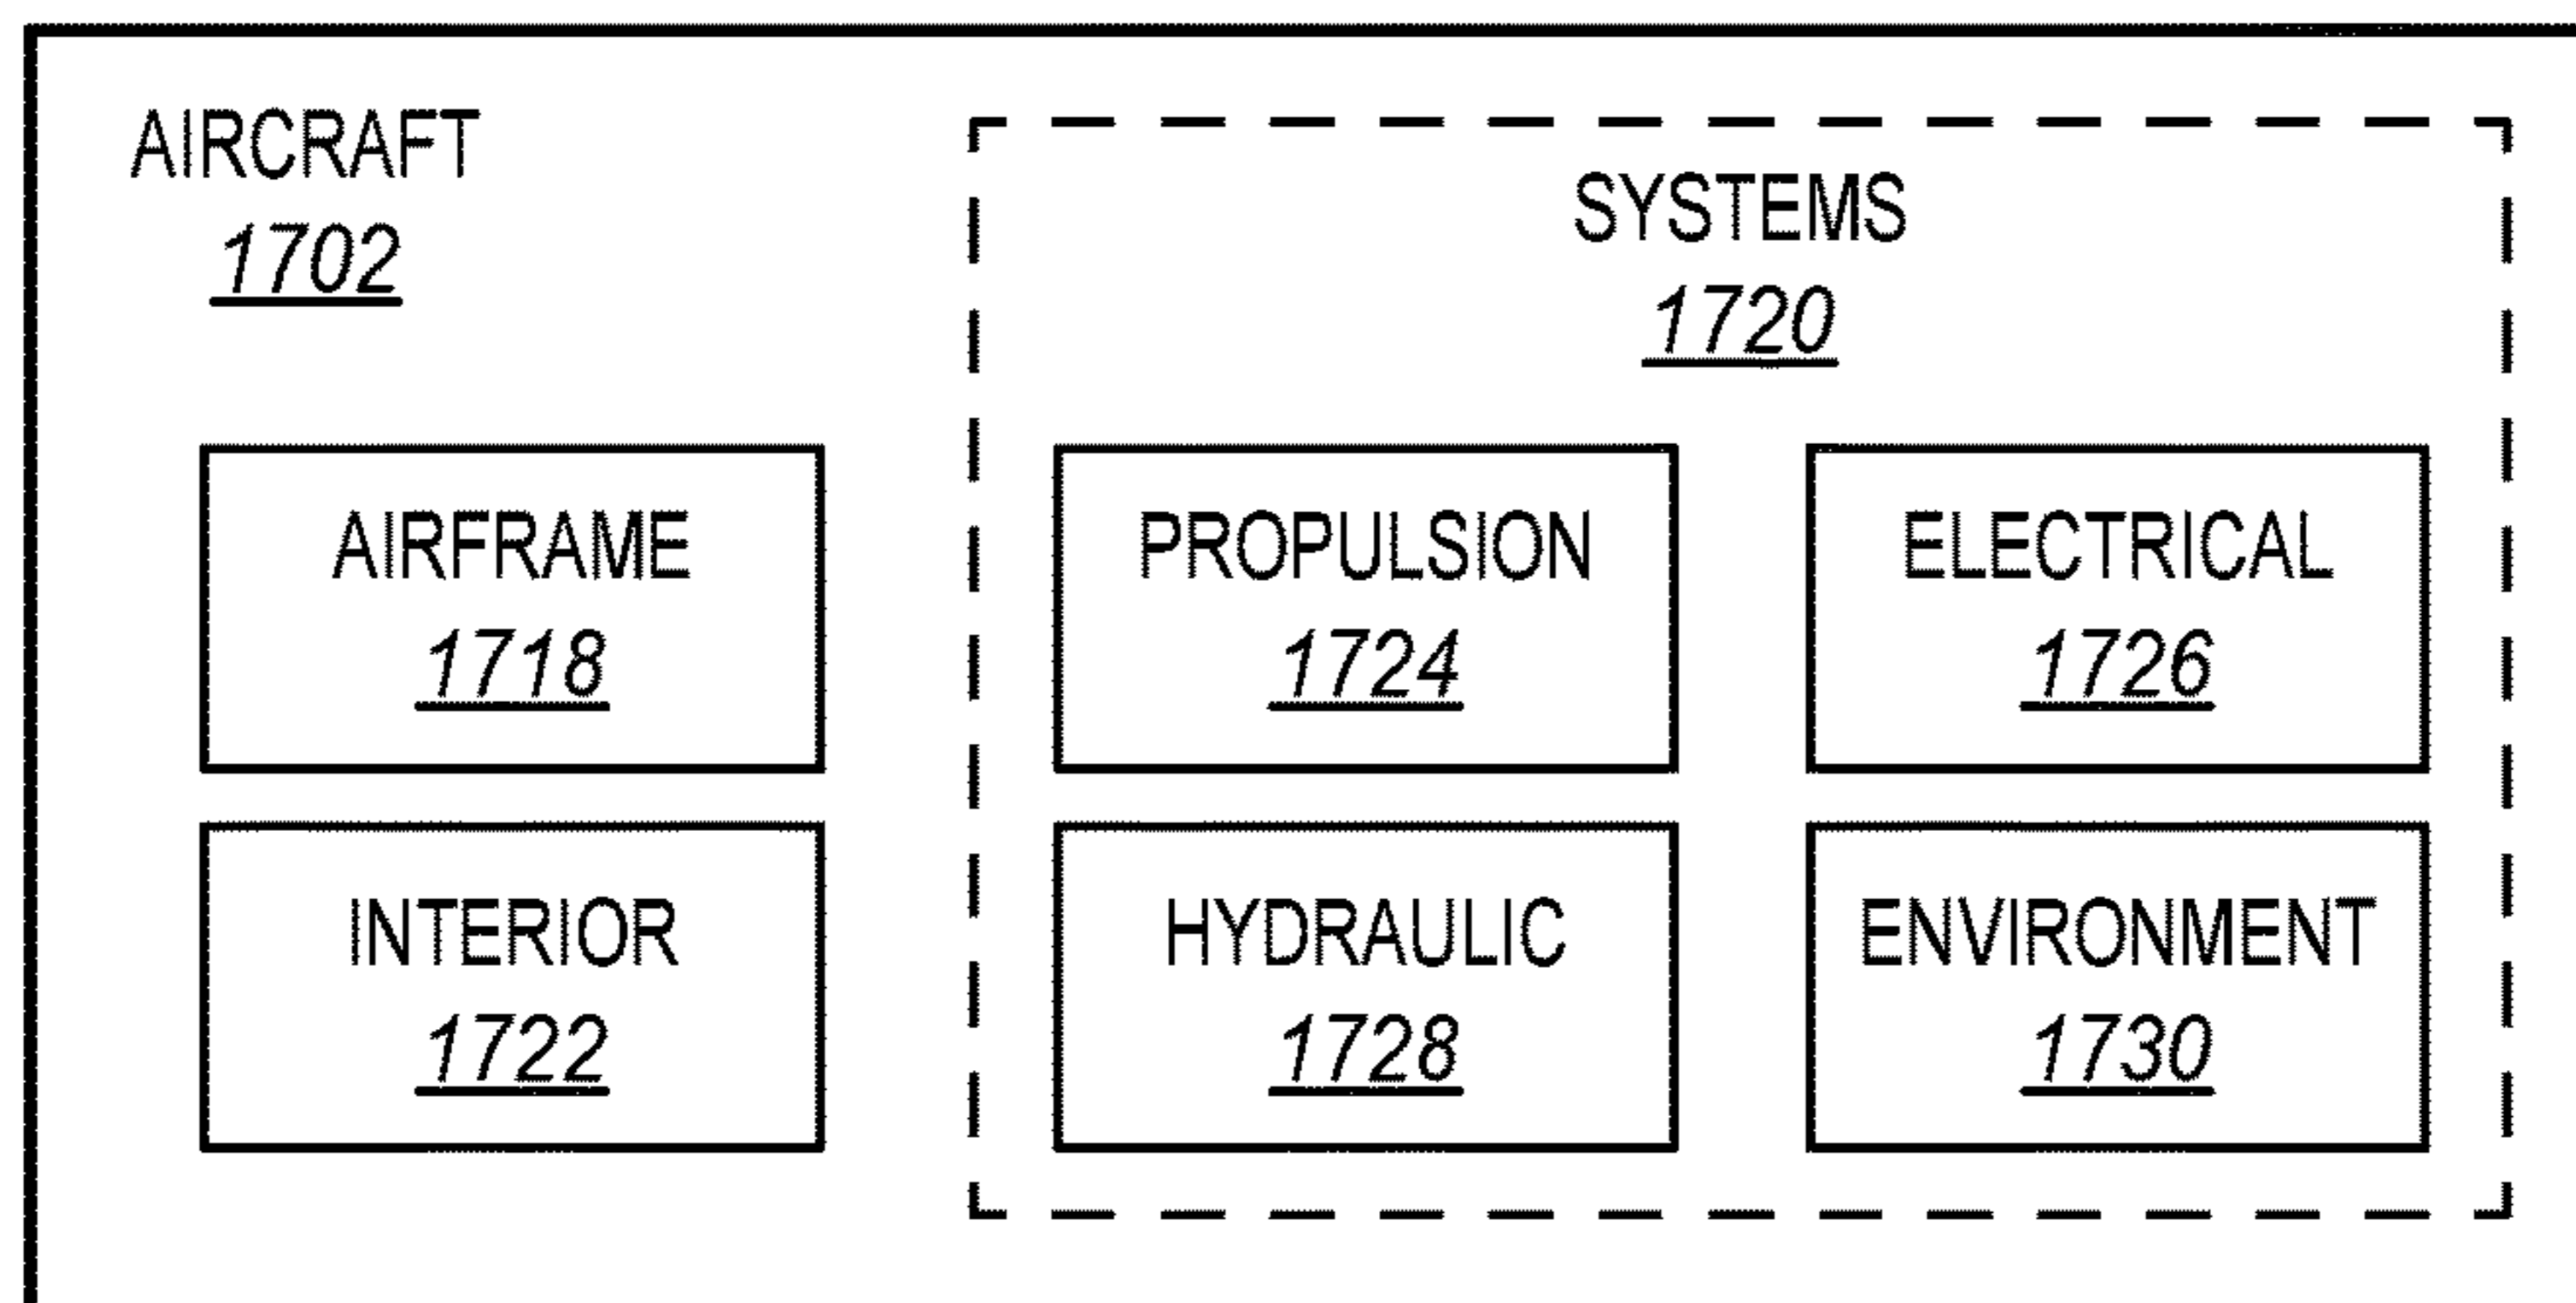 AIRCRAFT
1702
SYSTEMS
1720
AIRFRAME
1718
PROPULSION
1724
ELECTRICAL
1726
INTERIOR
1722
HYDRAULIC
1728
ENVIRONMENT
1730